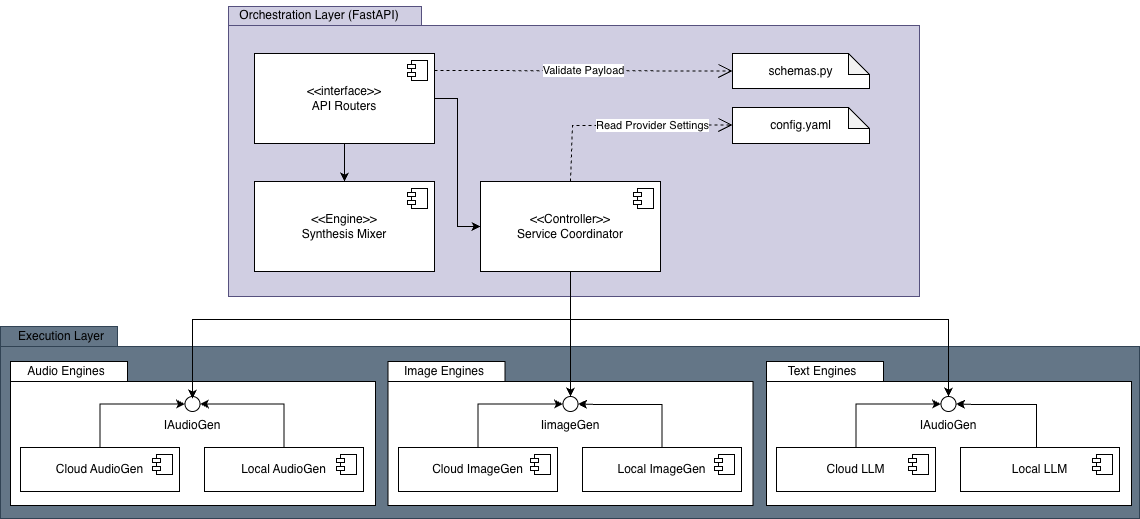 Orchestration Layer (FastAPI)
<<interface>>
API Routers
Validate Payload
schemas.py
Read Provider Settings
config.yaml
<<Engine>>
Synthesis Mixer
<<Controller>>
Service Coordinator
Execution Layer
Audio Engines
IAudioGen
Cloud AudioGen
Local AudioGen
Image Engines
IimageGen
Cloud ImageGen
Local ImageGen
Text Engines
IAudioGen
Cloud LLM
Local LLM